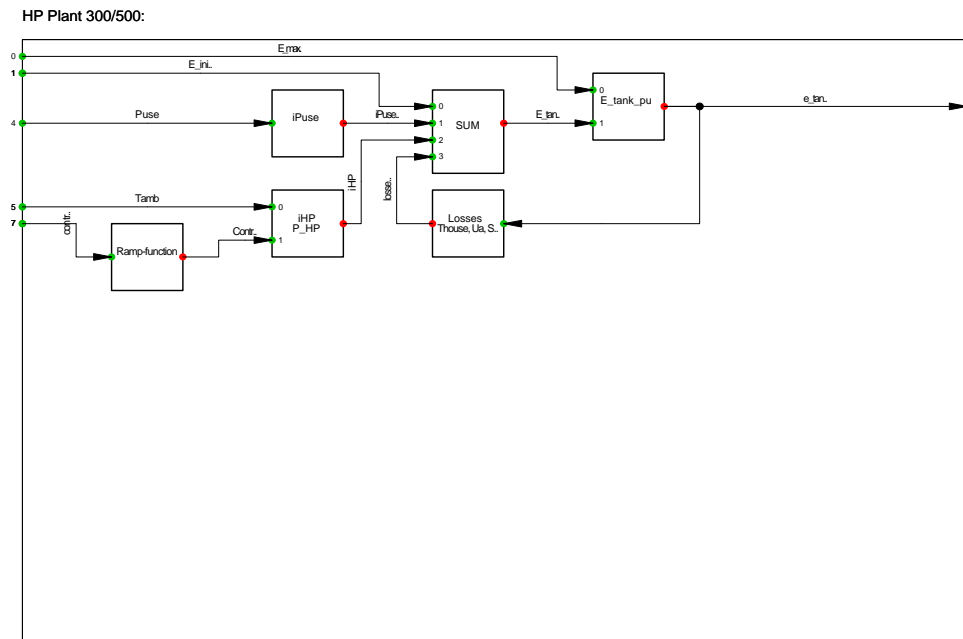 HP Plant 300/500:
0
E_max.
1
E_ini..
0
E_tank_pu
1
e_tan..
4
Puse
iPuse
iPuse..
0
1
2
3
SUM
E_tan..
iHP
losse..
5
Tamb
7
contr..
Ramp-function
Contr..
0
iHP
P_HP
1
Losses
Thouse, Ua, S..